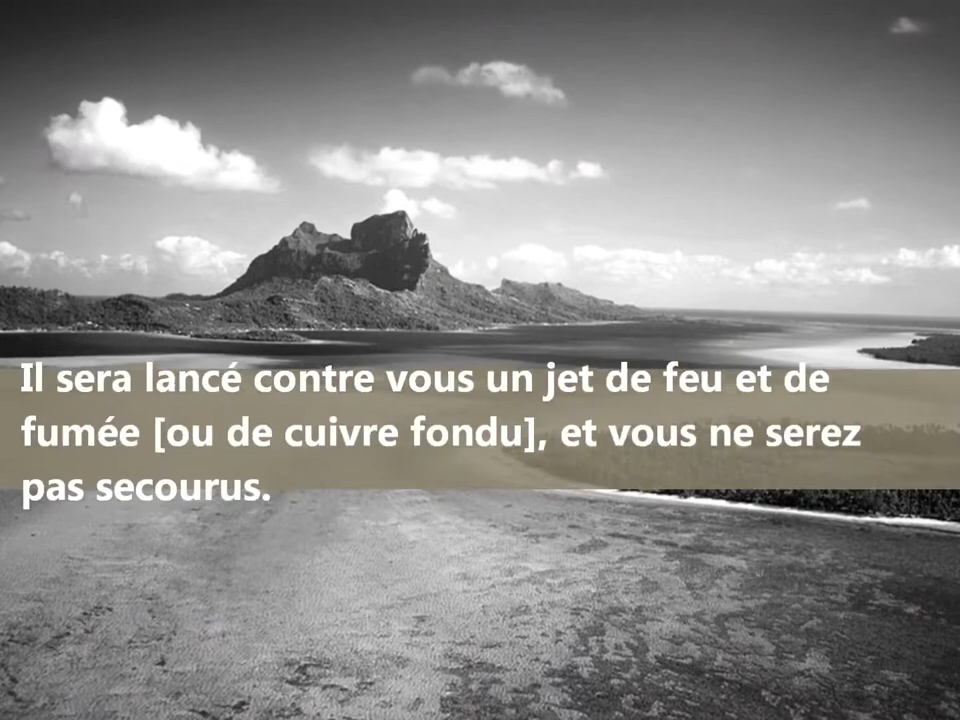 Il sera lancé contre vous un jet de feu et de
fumée [ou de cuivre fondu], et vous ne serez
pas secourus.